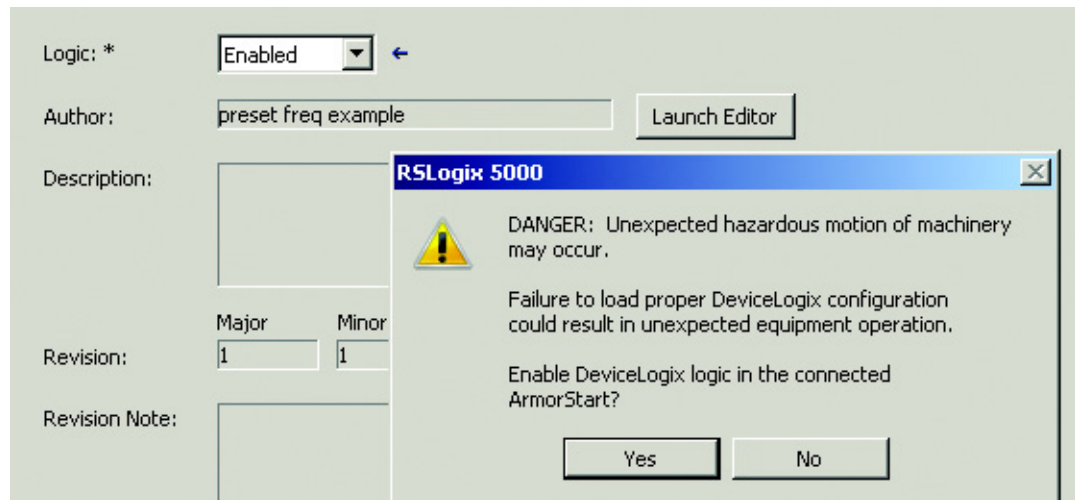 Logic: *
Enabled
Author:
preset freq example
Launch Editor
Description:
RSLogix 5000
DANGER: Unexpected hazardous motion of machinery
may occur.
Failure to load proper DeviceLogix configuration
could result in unexpected equipment operation.
Enable DeviceLogix logic in the connected
ArmorStart?
Yes
No
Major
Minor
Revision:
1
1
Revision Note: